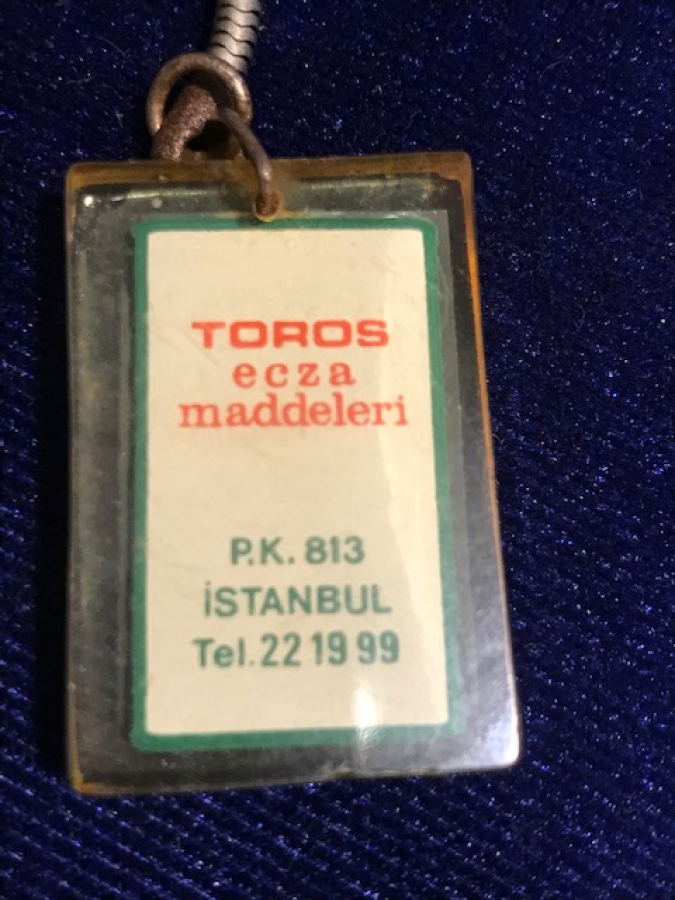 TOROS
ecza
maddeleri
P.K. 813
İSTANBUL
Tel. 22 19 99